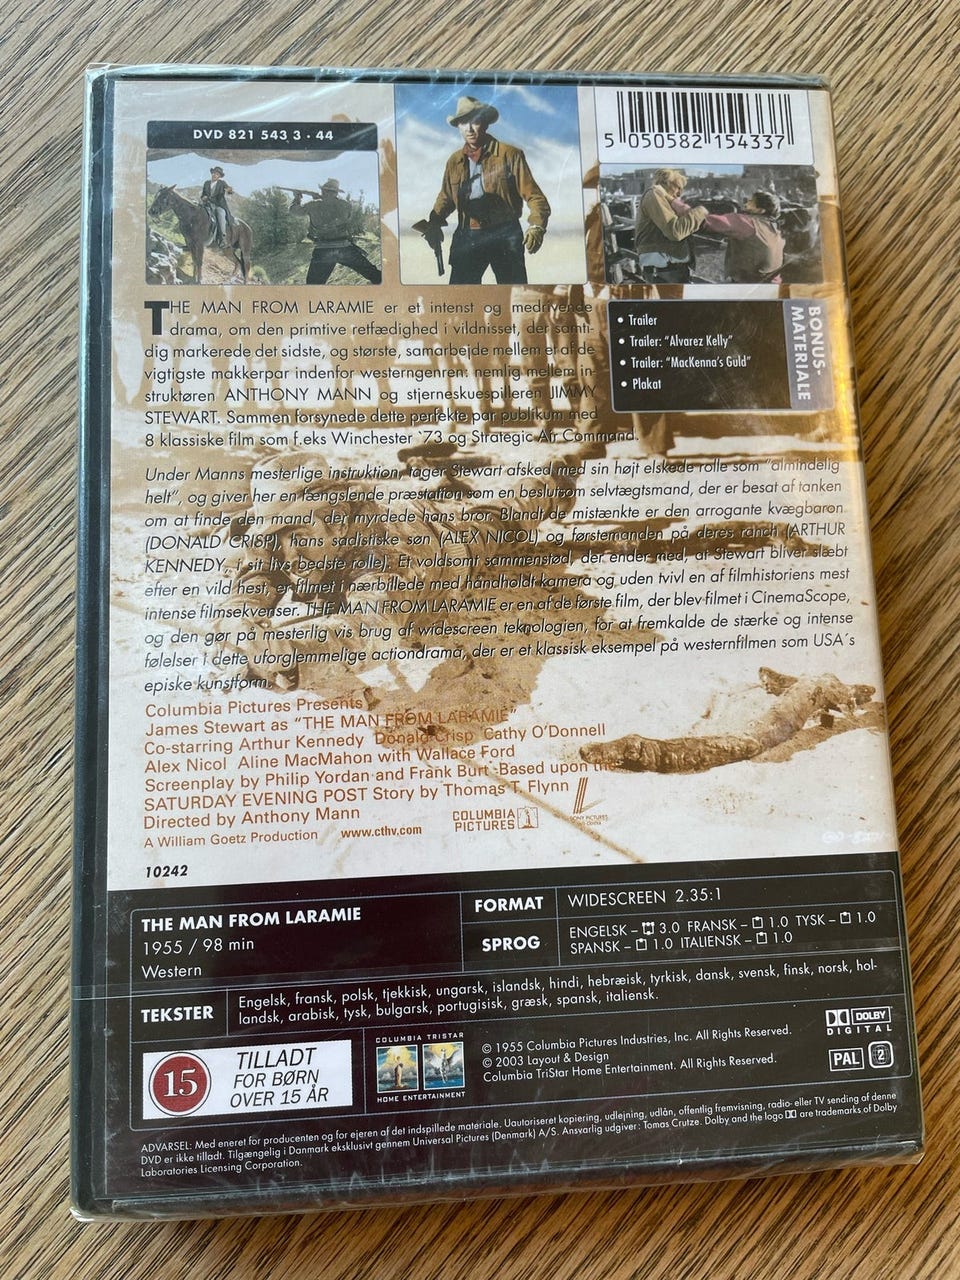 DVD 821 543 3 · 44
5 050582 154337
THE MAN FROM LARAMIE er et intenst og medrivende
drama, om den primtive retfædighed i vildnisset, der samti-
dig markerede det sidste, og største, samarbejde mellem et af de
vigtigste makkerpar indenfor westerngenren: nemlig mellem in-
struktøren ANTHONY MANN og stjerneskuespilleren JIMMY
STEWART. Sammen forsynede dette perfekte par publikum med
8 klassiske film som f.eks Winchester `73 og Strategic Air Command.
• Trailer
• Trailer: "Alvarez Kelly"
• Trailer: "MacKenna's Guld"
• Plakat
BONUS-
MATERIALE
Under Manns mesterlige instruktion, tager Stewart afsked med sin højt elskede rolle som "almindelig
helt", og giver her en fængslende præstation som en beslutsom selvtægtsmand, der er besat af tanken
om at finde den mand, der myrdede hans bror. Blandt de mistænkte er den arrogante kvægbaron
(DONALD CRISP), hans sadistiske søn (ALEX NICOL) og førstemanden på deres ranch (ARTHUR
KENNEDY, i sit livs bedste rolle). Et voldsomt sammenstød, der ender med, at Stewart bliver slæbt
efter en vild hest, er filmet i nærbillede med håndholdt kamera og uden tvivl en af filmhistoriens mest
intense filmsekvenser. THE MAN FROM LARAMIE er en af de første film, der blev filmet i CinemaScope,
og den gør på mesterlig vis brug af widescreen teknologien, for at fremkalde de stærke og intense
følelser i dette uforglemmelige actiondrama, der er et klassisk eksempel på westernfilmen som USA´s
episke kunstform.
Columbia Pictures Presents
James Stewart as "THE MAN FROM LARAMIE"
Co-starring Arthur Kennedy Donald Crisp Cathy O'Donnell
Alex Nicol Aline MacMahon with Wallace Ford
Screenplay by Philip Yordan and Frank Burt -Based upon the
SATURDAY EVENING POST Story by Thomas T. Flynn
Directed by Anthony Mann
A William Goetz Production www.cthv.com
COLUMBIA
PICTURES
SONY PICTURES
10242
THE MAN FROM LARAMIE
1955 / 98 min
Western
FORMAT
WIDESCREEN 2.35:1
SPROG
ENGELSK – 3.0 FRANSK – 1.0 TYSK – 1.0
SPANSK – 1.0 ITALIENSK – 1.0
TEKSTER
Engelsk, fransk, polsk, tjekkisk, ungarsk, islandsk, hindi, hebræisk, tyrkisk, dansk, svensk, finsk, norsk, hol-
landsk, arabisk, tysk, bulgarsk, portugisisk, græsk, spansk, italiensk.
15
TILLADT
FOR BØRN
OVER 15 ÅR
COLUMBIA TRISTAR
HOME ENTERTAINMENT
© 1955 Columbia Pictures Industries, Inc. All Rights Reserved.
© 2003 Layout & Design
Columbia TriStar Home Entertainment. All Rights Reserved.
DOLBY
DIGITAL
PAL
2
ADVARSEL: Med eneret for producenten og for ejeren af det indspillede materiale. Uautoriseret kopiering, udlejning, udlån, offentlig fremvisning, radio- eller TV sending af denne
DVD er ikke tilladt. Tilgængelig i Danmark eksklusivt gennem Universal Pictures (Denmark) A/S. Ansvarlig udgiver: Tomas Crutze. Dolby and the logo are trademarks of Dolby
Laboratories Licensing Corporation.